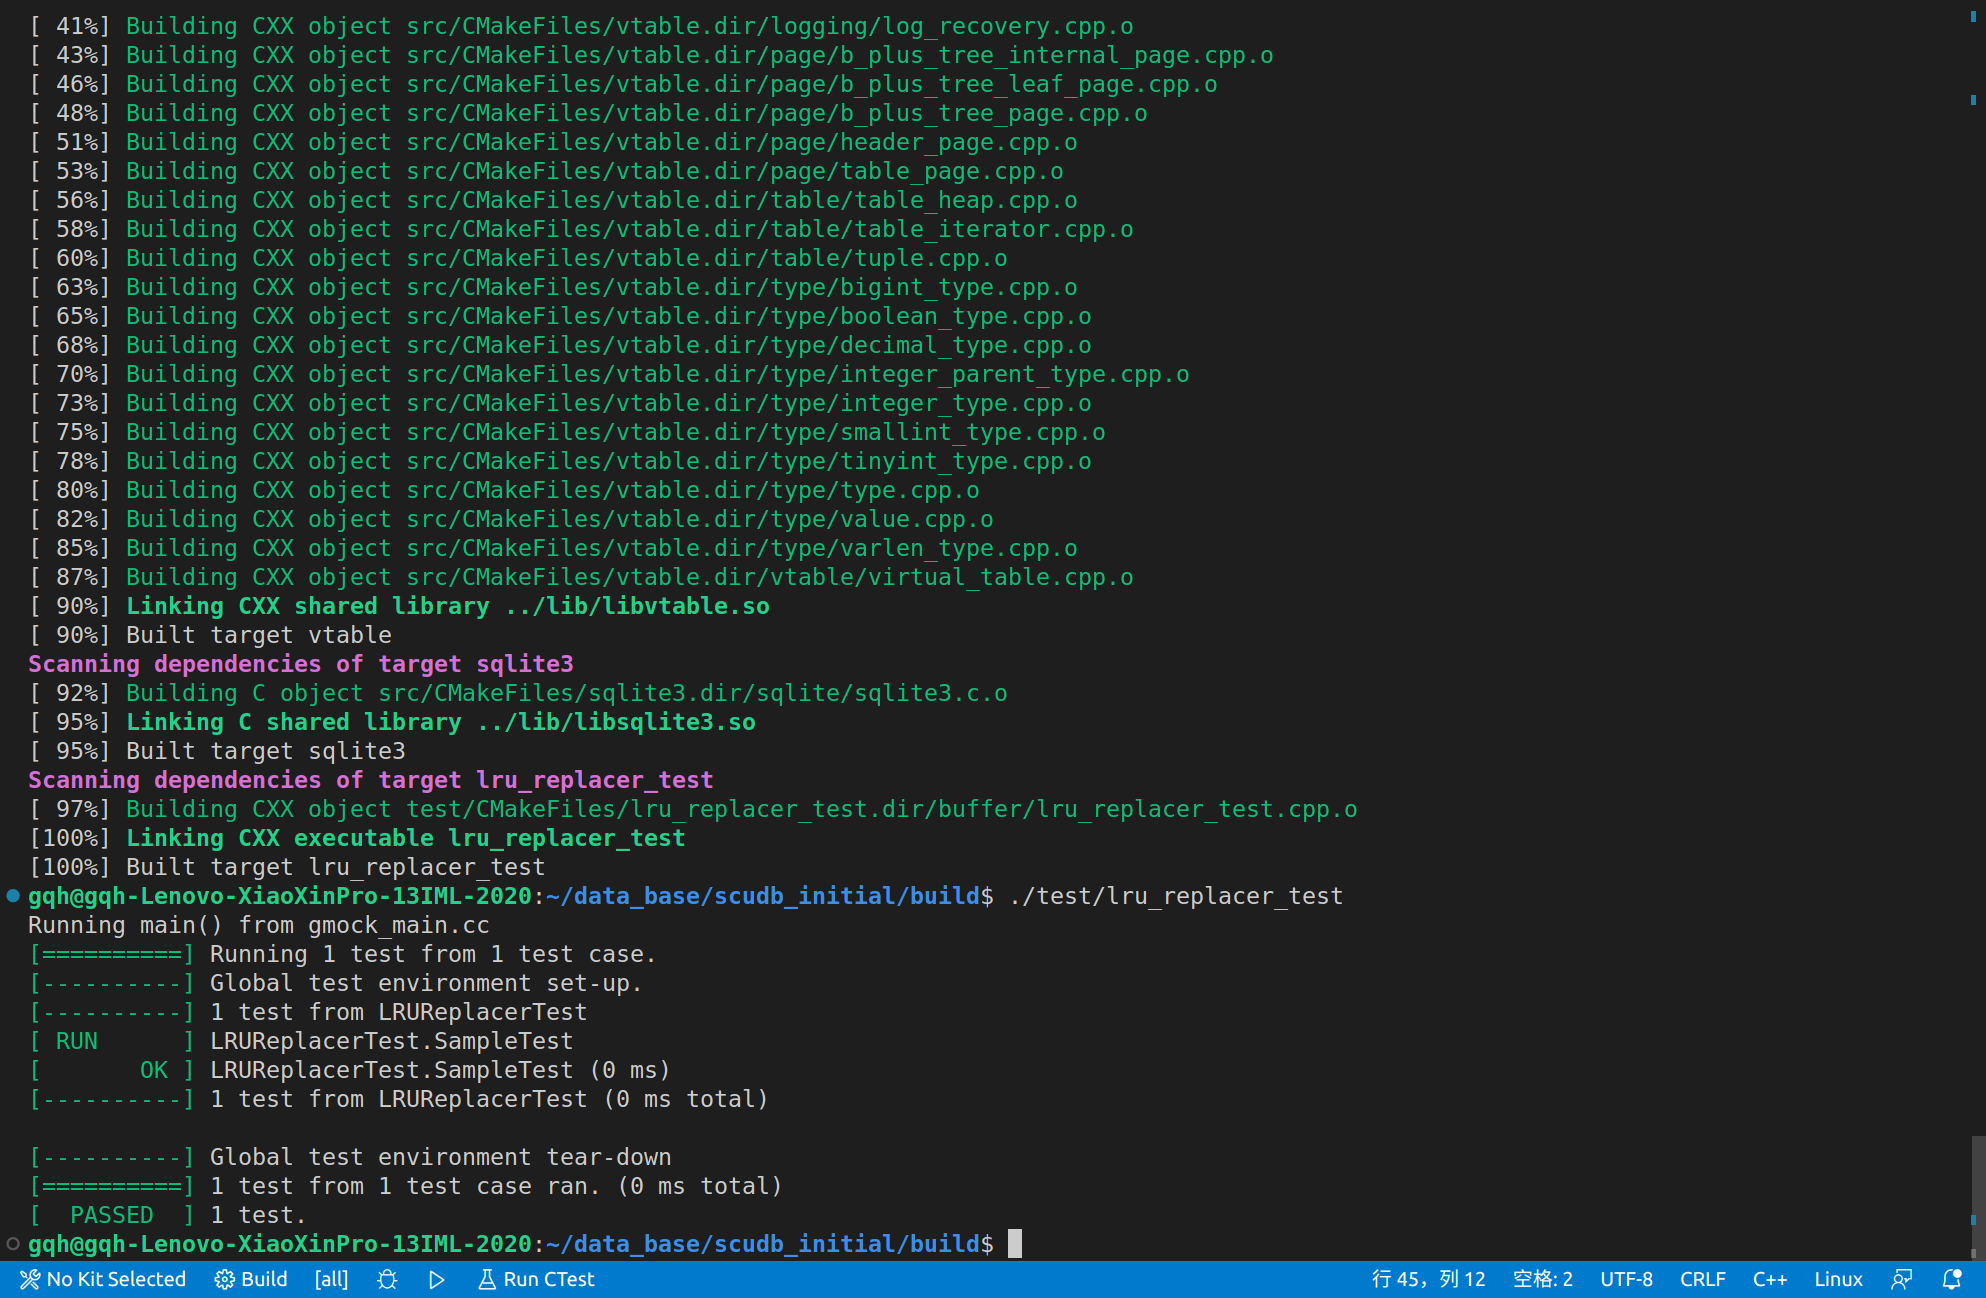 [ 41%] Building CXX object src/CMakeFiles/vtable.dir/logging/log_recovery.cpp.o
[ 43%] Building CXX object src/CMakeFiles/vtable.dir/page/b_plus_tree_internal_page.cpp.o
[ 46%] Building CXX object src/CMakeFiles/vtable.dir/page/b_plus_tree_leaf_page.cpp.o
[ 48%] Building CXX object src/CMakeFiles/vtable.dir/page/b_plus_tree_page.cpp.o
[ 51%] Building CXX object src/CMakeFiles/vtable.dir/page/header_page.cpp.o
[ 53%] Building CXX object src/CMakeFiles/vtable.dir/page/table_page.cpp.o
[ 56%] Building CXX object src/CMakeFiles/vtable.dir/table/table_heap.cpp.o
[ 58%] Building CXX object src/CMakeFiles/vtable.dir/table/table_iterator.cpp.o
[ 60%] Building CXX object src/CMakeFiles/vtable.dir/table/tuple.cpp.o
[ 63%] Building CXX object src/CMakeFiles/vtable.dir/type/bigint_type.cpp.o
[ 65%] Building CXX object src/CMakeFiles/vtable.dir/type/boolean_type.cpp.o
[ 68%] Building CXX object src/CMakeFiles/vtable.dir/type/decimal_type.cpp.o
[ 70%] Building CXX object src/CMakeFiles/vtable.dir/type/integer_parent_type.cpp.o
[ 73%] Building CXX object src/CMakeFiles/vtable.dir/type/integer_type.cpp.o
[ 75%] Building CXX object src/CMakeFiles/vtable.dir/type/smallint_type.cpp.o
[ 78%] Building CXX object src/CMakeFiles/vtable.dir/type/tinyint_type.cpp.o
[ 80%] Building CXX object src/CMakeFiles/vtable.dir/type/type.cpp.o
[ 82%] Building CXX object src/CMakeFiles/vtable.dir/type/value.cpp.o
[ 85%] Building CXX object src/CMakeFiles/vtable.dir/type/varlen_type.cpp.o
[ 87%] Building CXX object src/CMakeFiles/vtable.dir/vtable/virtual_table.cpp.o
[ 90%] Linking CXX shared library ../lib/libvtable.so
[ 90%] Built target vtable
Scanning dependencies of target sqlite3
[ 92%] Building C object src/CMakeFiles/sqlite3.dir/sqlite/sqlite3.c.o
[ 95%] Linking C shared library ../lib/libsqlite3.so
[ 95%] Built target sqlite3
Scanning dependencies of target lru_replacer_test
[ 97%] Building CXX object test/CMakeFiles/lru_replacer_test.dir/buffer/lru_replacer_test.cpp.o
[100%] Linking CXX executable lru_replacer_test
[100%] Built target lru_replacer_test
gqh@gqh-Lenovo-XiaoXinPro-13IML-2020:~/data_base/scudb_initial/build$ ./test/lru_replacer_test
Running main() from gmock_main.cc
[==========] Running 1 test from 1 test case.
[----------] Global test environment set-up.
[----------] 1 test from LRUReplacerTest
[ RUN      ] LRUReplacerTest.SampleTest
[       OK ] LRUReplacerTest.SampleTest (0 ms)
[----------] 1 test from LRUReplacerTest (0 ms total)
[----------] Global test environment tear-down
[==========] 1 test from 1 test case ran. (0 ms total)
[  PASSED  ] 1 test.
gqh@gqh-Lenovo-XiaoXinPro-13IML-2020:~/data_base/scudb_initial/build$
No Kit Selected Build [all] Run CTest 行 45，列 12 空格: 2 UTF-8 CRLF C++ Linux